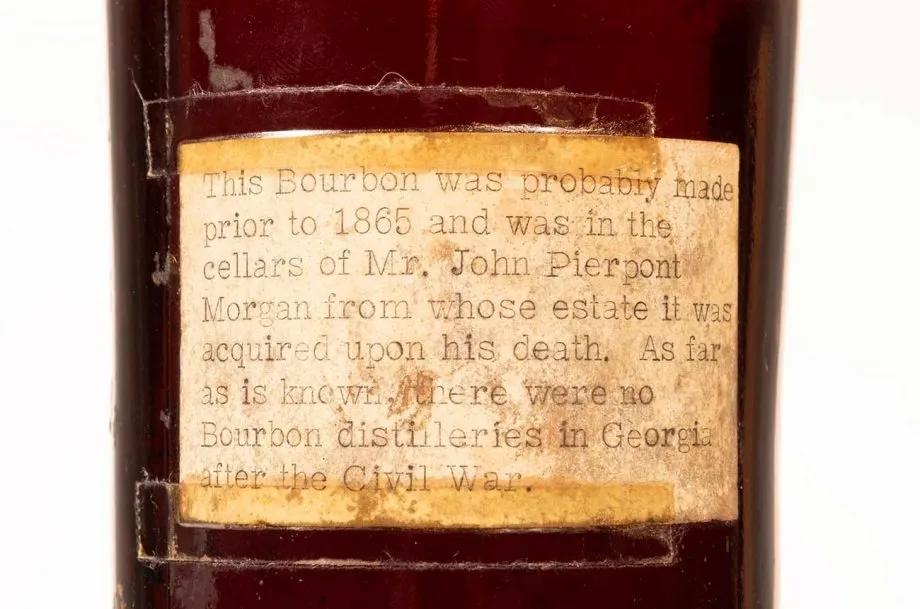 This Bourbon was probably made
prior to 1865 and was in the
cellars of Mr. John Pierpont
Morgan from whose estate it was
acquired upon his death.  As far
as is known, there were no
Bourbon distilleries in Georgia
after the Civil War.